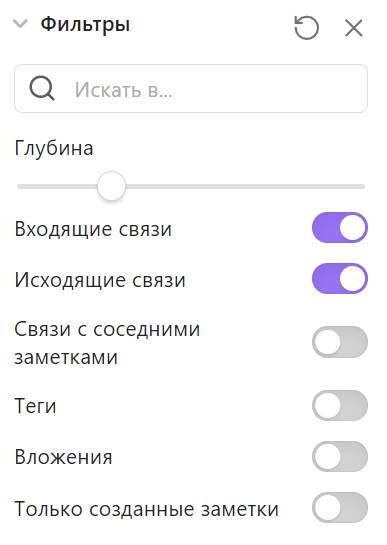 Фильтры
Искать в...
Глубина
Входящие связи
Исходящие связи
Связи с соседними
заметками
Теги
Вложения
Только созданные заметки